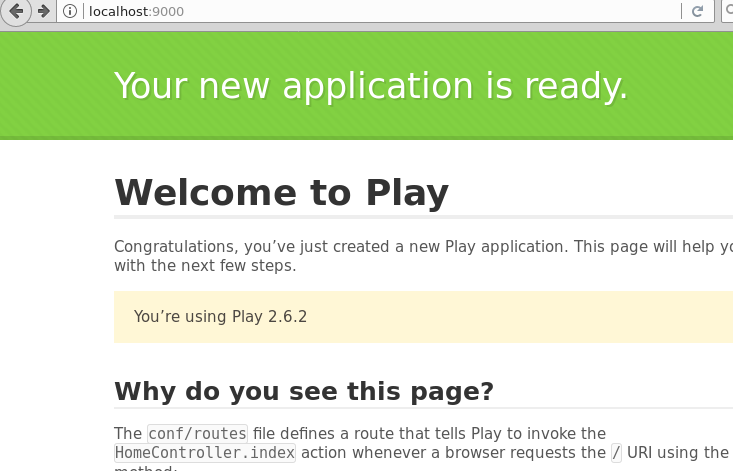 localhost:9000
Your new application is ready.
Welcome to Play
Congratulations, you’ve just created a new Play application. This page will help
with the next few steps.
You’re using Play 2.6.2
Why do you see this page?
The conf/routes file defines a route that tells Play to invoke the
HomeController.index action whenever a browser requests the / URI using the